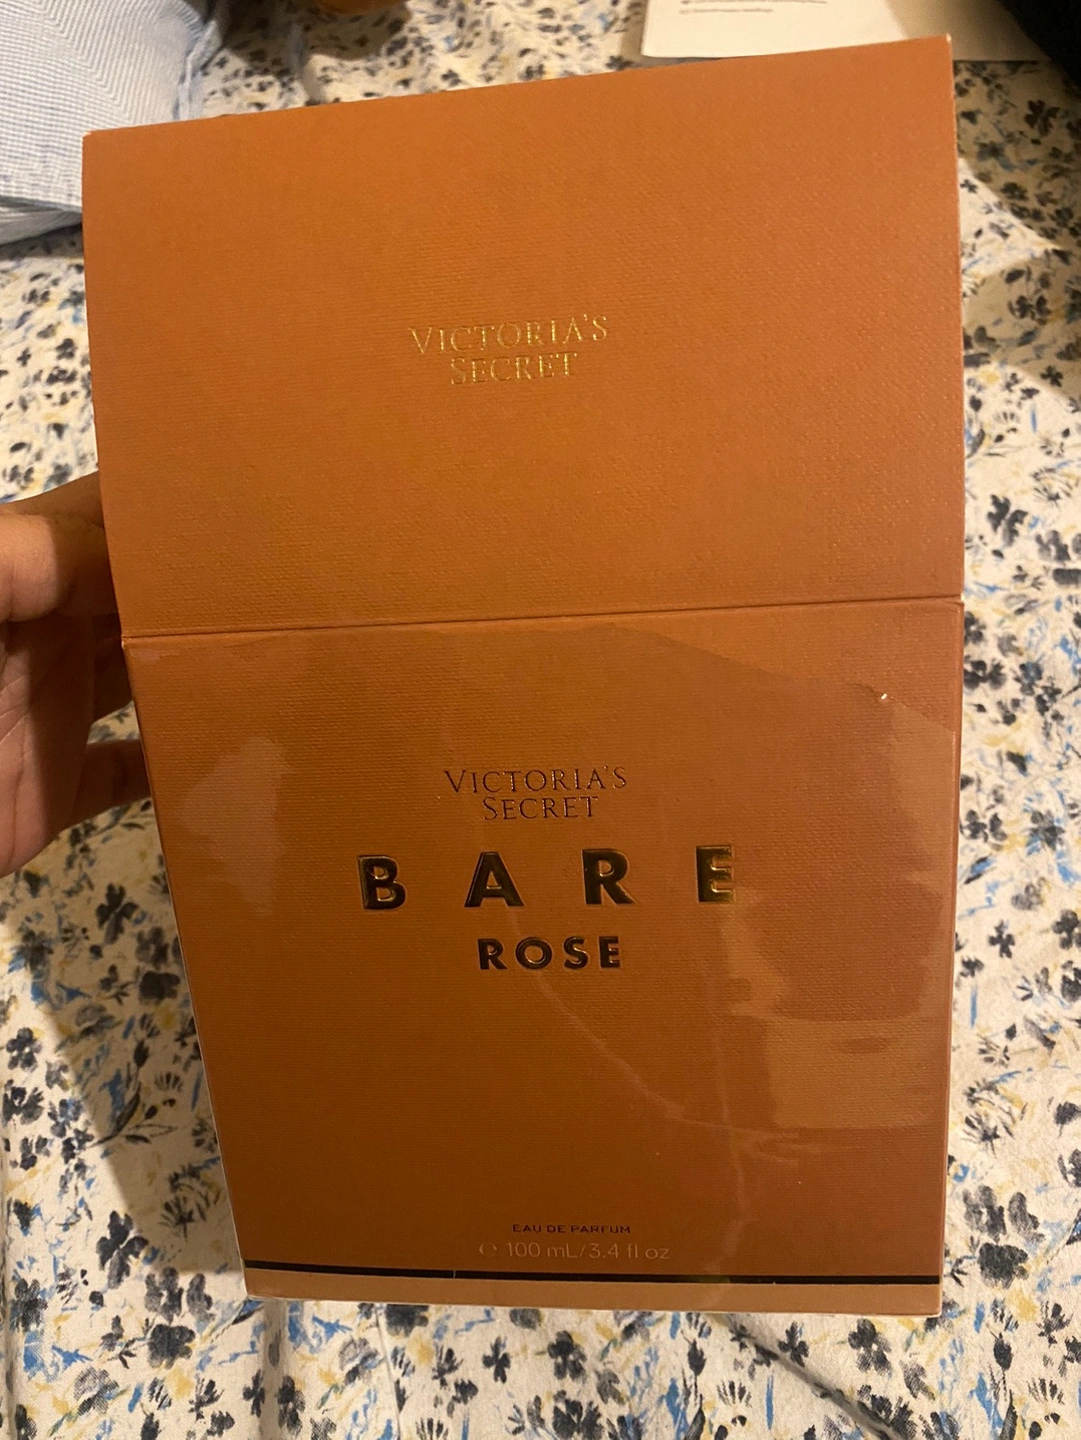 VICTORIA'S
SECRET
VICTORIA'S
SECRET
BARE
ROSE
EAU DE PARFUM
℮ 100 mL/3.4 fl oz